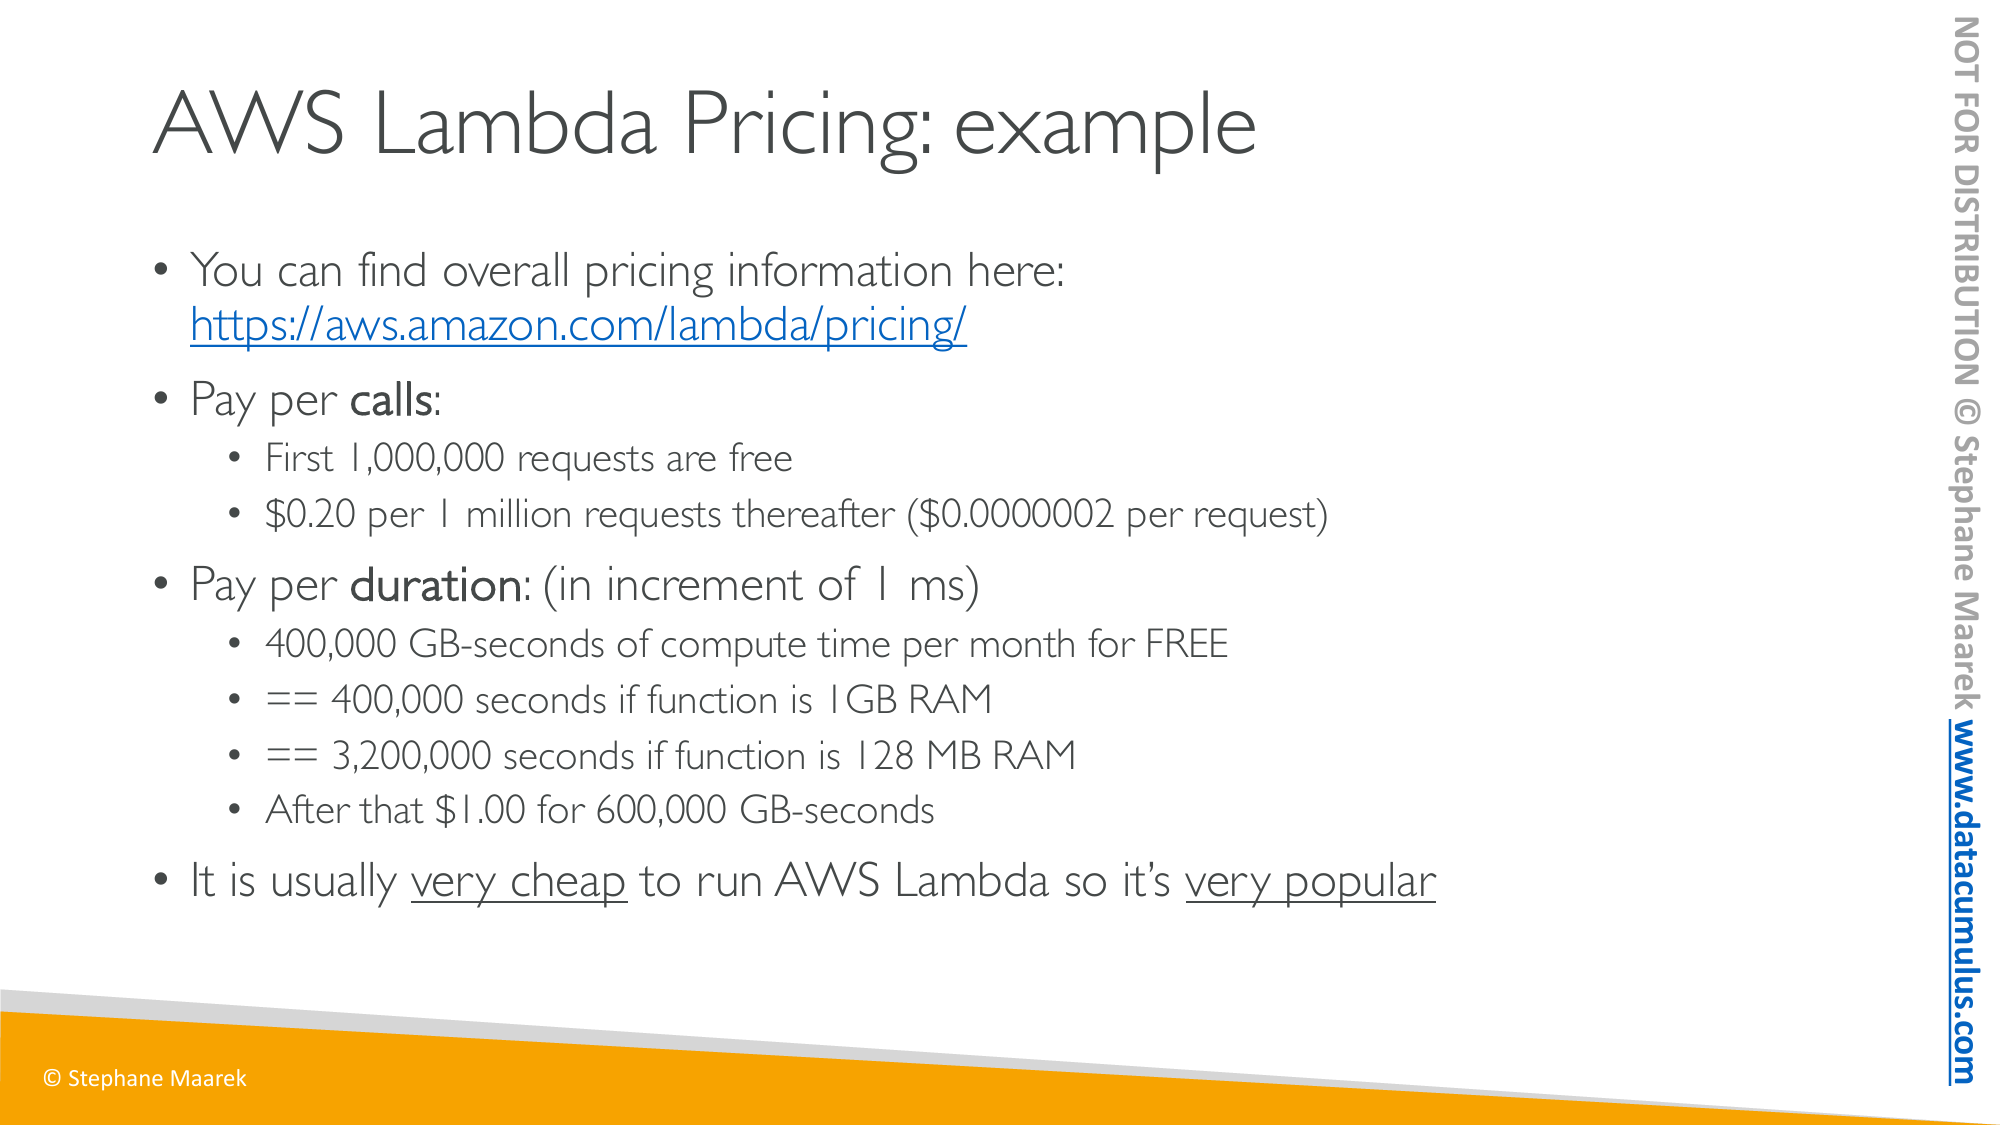 AWS Lambda Pricing: example
• You can find overall pricing information here:
https://aws.amazon.com/lambda/pricing/
• Pay per calls:
• First 1,000,000 requests are free
• $0.20 per 1 million requests thereafter ($0.0000002 per request)
• Pay per duration: (in increment of 1 ms)
• 400,000 GB-seconds of compute time per month for FREE
• == 400,000 seconds if function is 1GB RAM
• == 3,200,000 seconds if function is 128 MB RAM
• After that $1.00 for 600,000 GB-seconds
• It is usually very cheap to run AWS Lambda so it’s very popular
© Stephane Maarek
NOT FOR DISTRIBUTION © Stephane Maarek www.datacumulus.com